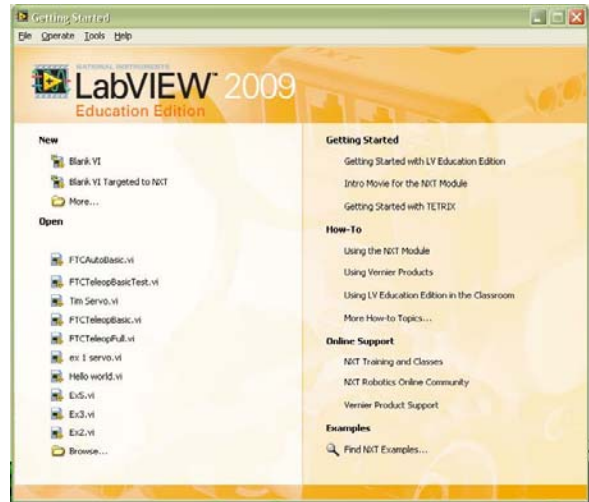 Getting Started
File Operate Tools Help
NATIONAL INSTRUMENTS
LabVIEW™ 2009
Education Edition
New
Blank VI
Blank VI Targeted to NXT
More...
Open
FTCAutoBasic.vi
FTCTeleopBasicTest.vi
Tim Servo.vi
FTCTeleopBasic.vi
FTCTeleopFull.vi
ex 1 servo.vi
Hello world.vi
Ex5.vi
Ex3.vi
Ex2.vi
Browse...
Getting Started
Getting Started with LV Education Edition
Intro Movie for the NXT Module
Getting Started with TETRIX
How-To
Using the NXT Module
Using Vernier Products
Using LV Education Edition in the Classroom
More How-to Topics...
Online Support
NXT Training and Classes
NXT Robotics Online Community
Vernier Product Support
Examples
Find NXT Examples...